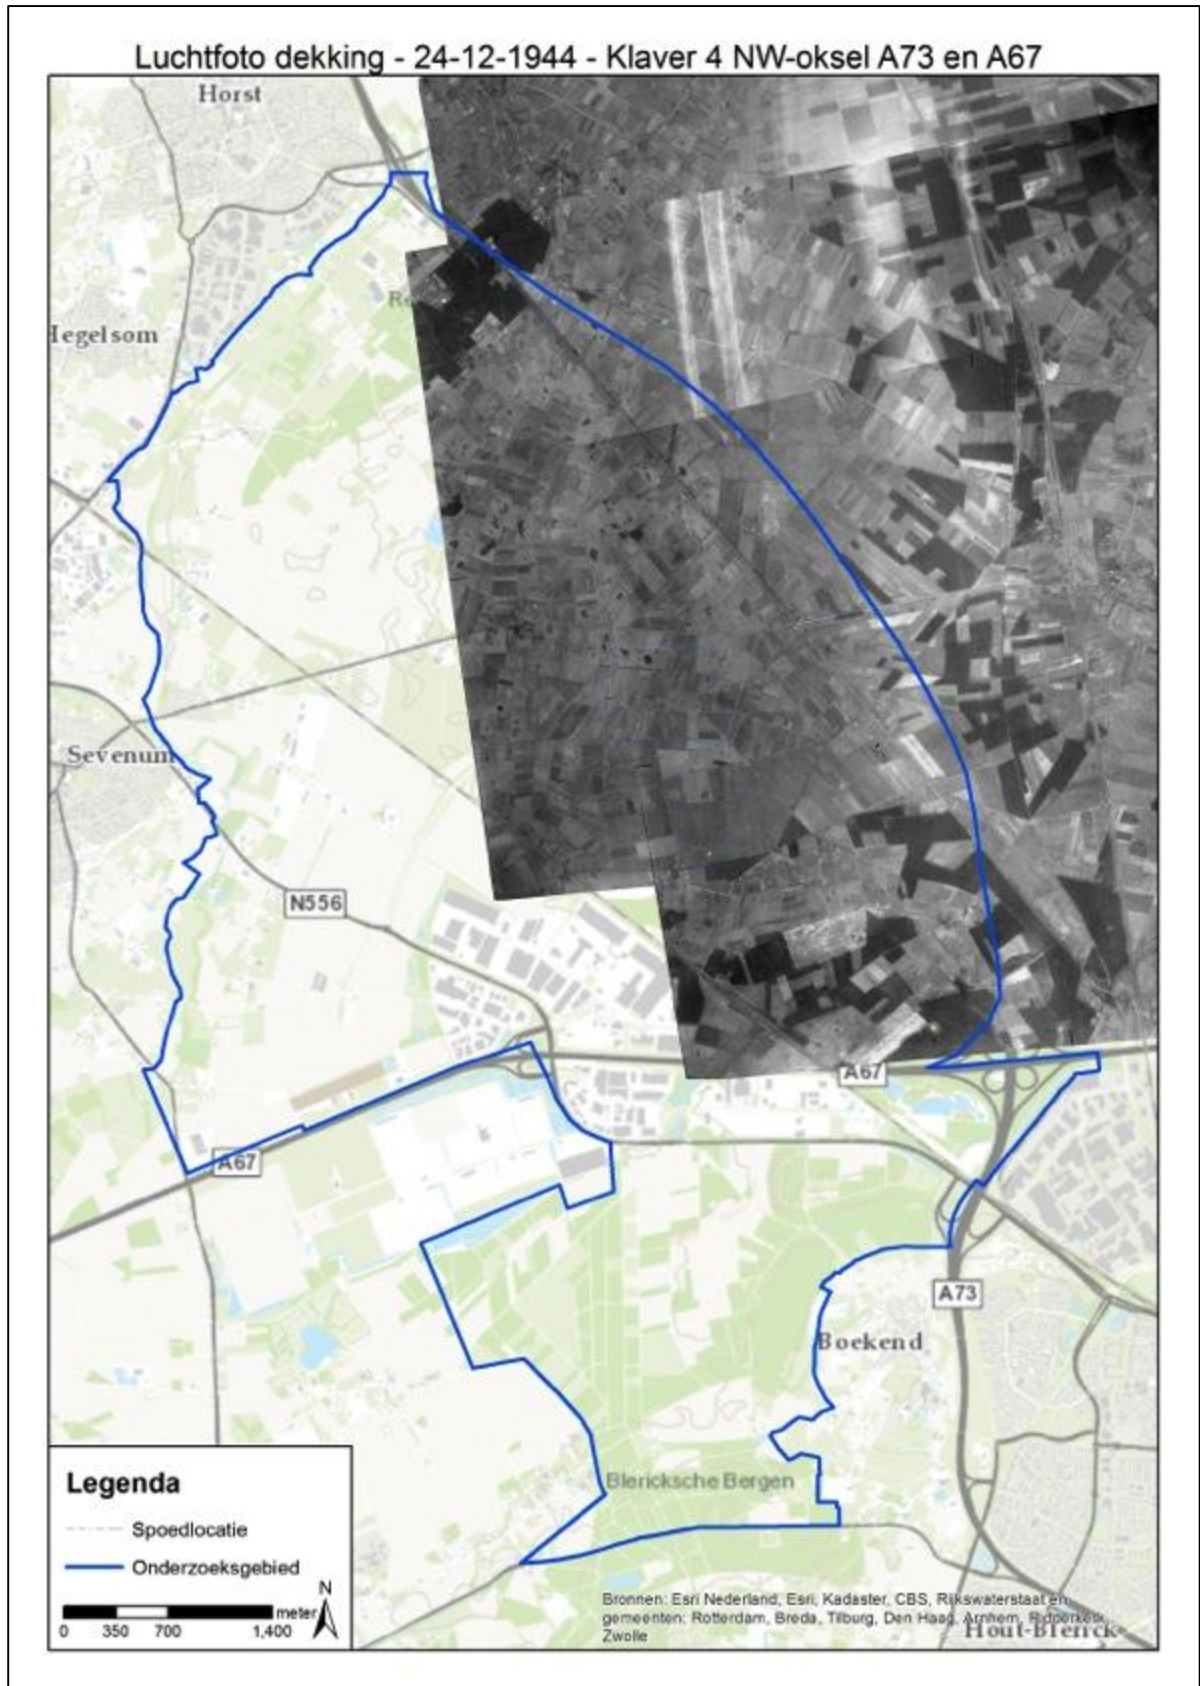 Luchtfoto dekking - 24-12-1944 - Klaver 4 NW-oksel A73 en A67
Horst
Hegelsom
Sevenum
N556
A67
A67
A73
Boekend
Blericksche Bergen
Legenda
Spoedlocatie
Onderzoeksgebied
N
meter
0 350 700 1,400
Bronnen: Esri Nederland, Esri, Kadaster, CBS, Rijkswaterstaat en
gemeenten: Rotterdam, Breda, Tilburg, Den Haag, Arnhem, Ridderkerk,
Zwolle
Hout-Blerick